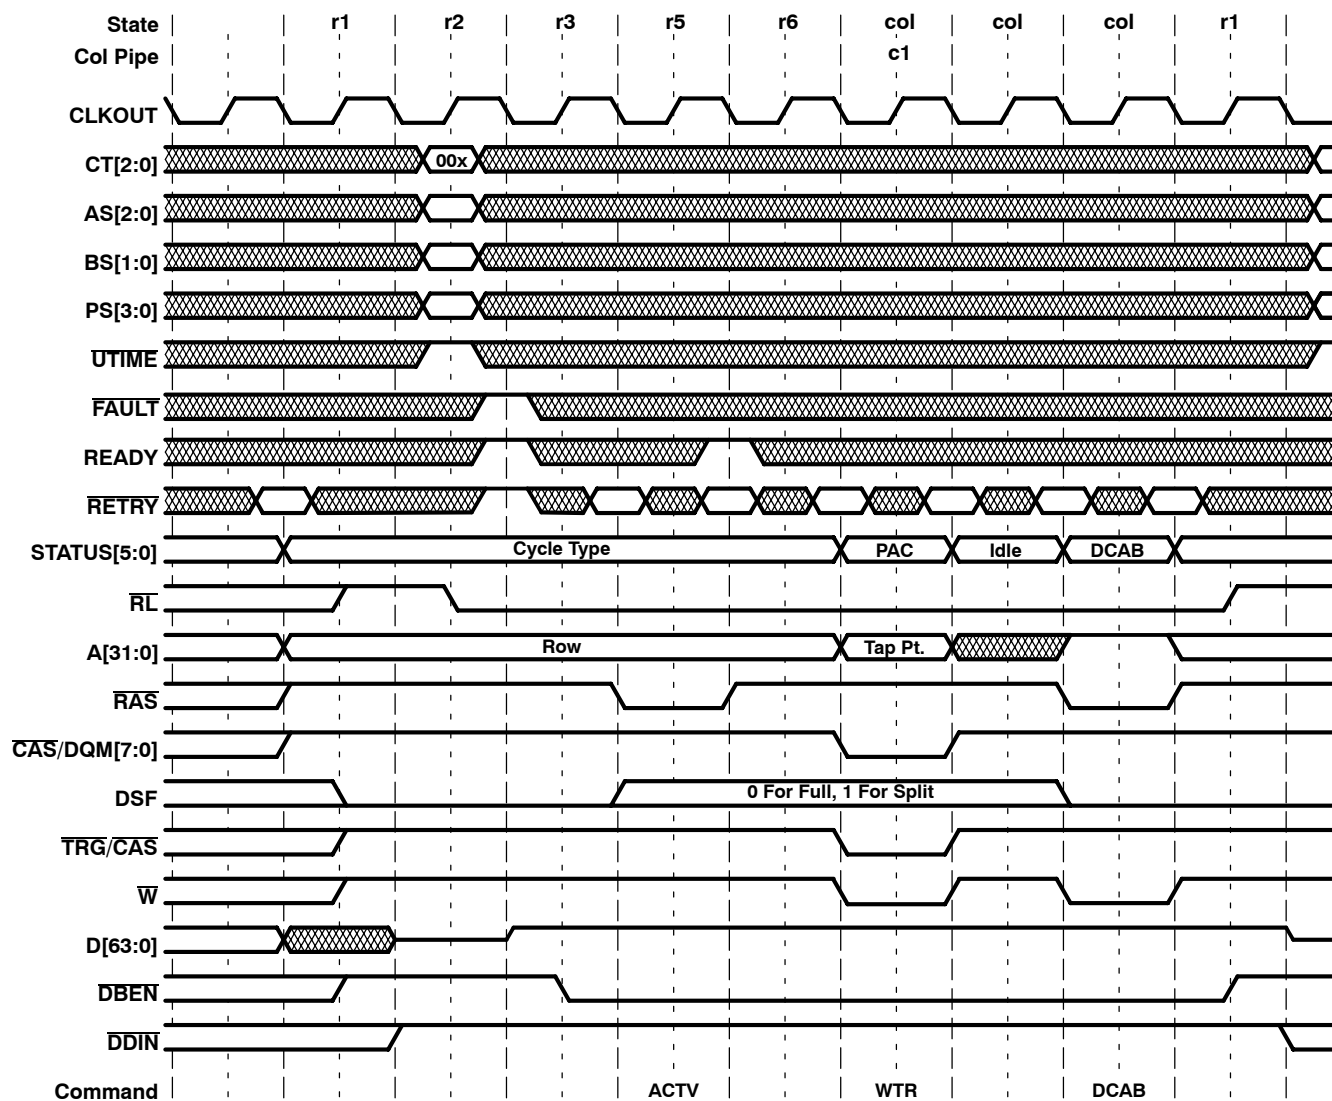 State r1 r2 r3 r5 r6 col col col r1
Col Pipe c1
CLKOUT
CT[2:0] 00x
AS[2:0]
BS[1:0]
PS[3:0]
UTIME
FAULT
READY
RETRY
STATUS[5:0] Cycle Type PAC Idle DCAB
RL
A[31:0] Row Tap Pt.
RAS
CAS/DQM[7:0]
DSF 0 For Full, 1 For Split
TRG/CAS
W
D[63:0]
DBEN
DDIN
Command ACTV WTR DCAB